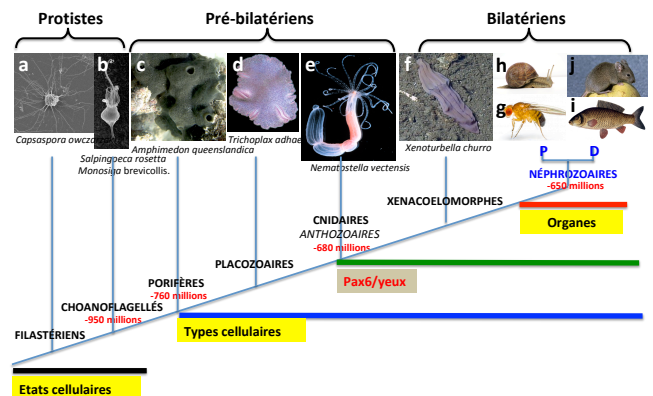 Protistes
Pré-bilatériens
Bilatériens
a
b
c
d
e
f
h
j
g
i
Capsaspora
Salpingoeca rosetta
Monosiga brevicollis.
Amphimedon queenslandica
Trichoplax
Nematostella vectensis
Xenoturbella churro
P D
NÉPHROZOAIRES
-650 millions
XENACOELOMORPHES
Organes
CNIDAIRES
ANTHOZOAIRES
-680 millions
PLACOZOAIRES
Pax6/yeux
PORIFÈRES
-760 millions
CHOANOFLAGELLÉS
-950 millions
Types cellulaires
FILASTÉRIENS
Etats cellulaires